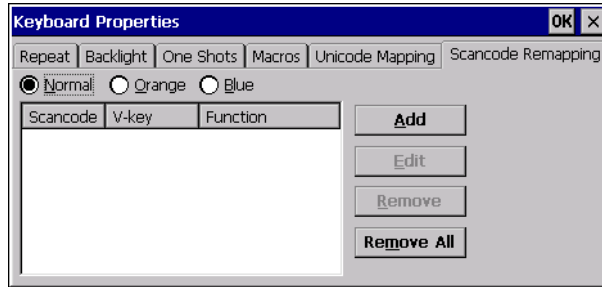 Keyboard Properties OK ×
Repeat Backlight One Shots Macros Unicode Mapping Scancode Remapping
Normal Orange Blue
Scancode V-key Function
Add
Edit
Remove
Remove All